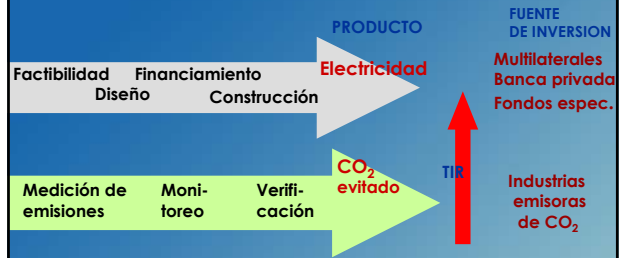 PRODUCTO
FUENTE
DE INVERSION
Factibilidad Financiamiento
Diseño Construcción
Electricidad
Multilaterales
Banca privada
Fondos espec.
Medición de
emisiones
Moni-
toreo
Verifi-
cación
CO₂
evitado
TIR
Industrias
emisoras
de CO₂